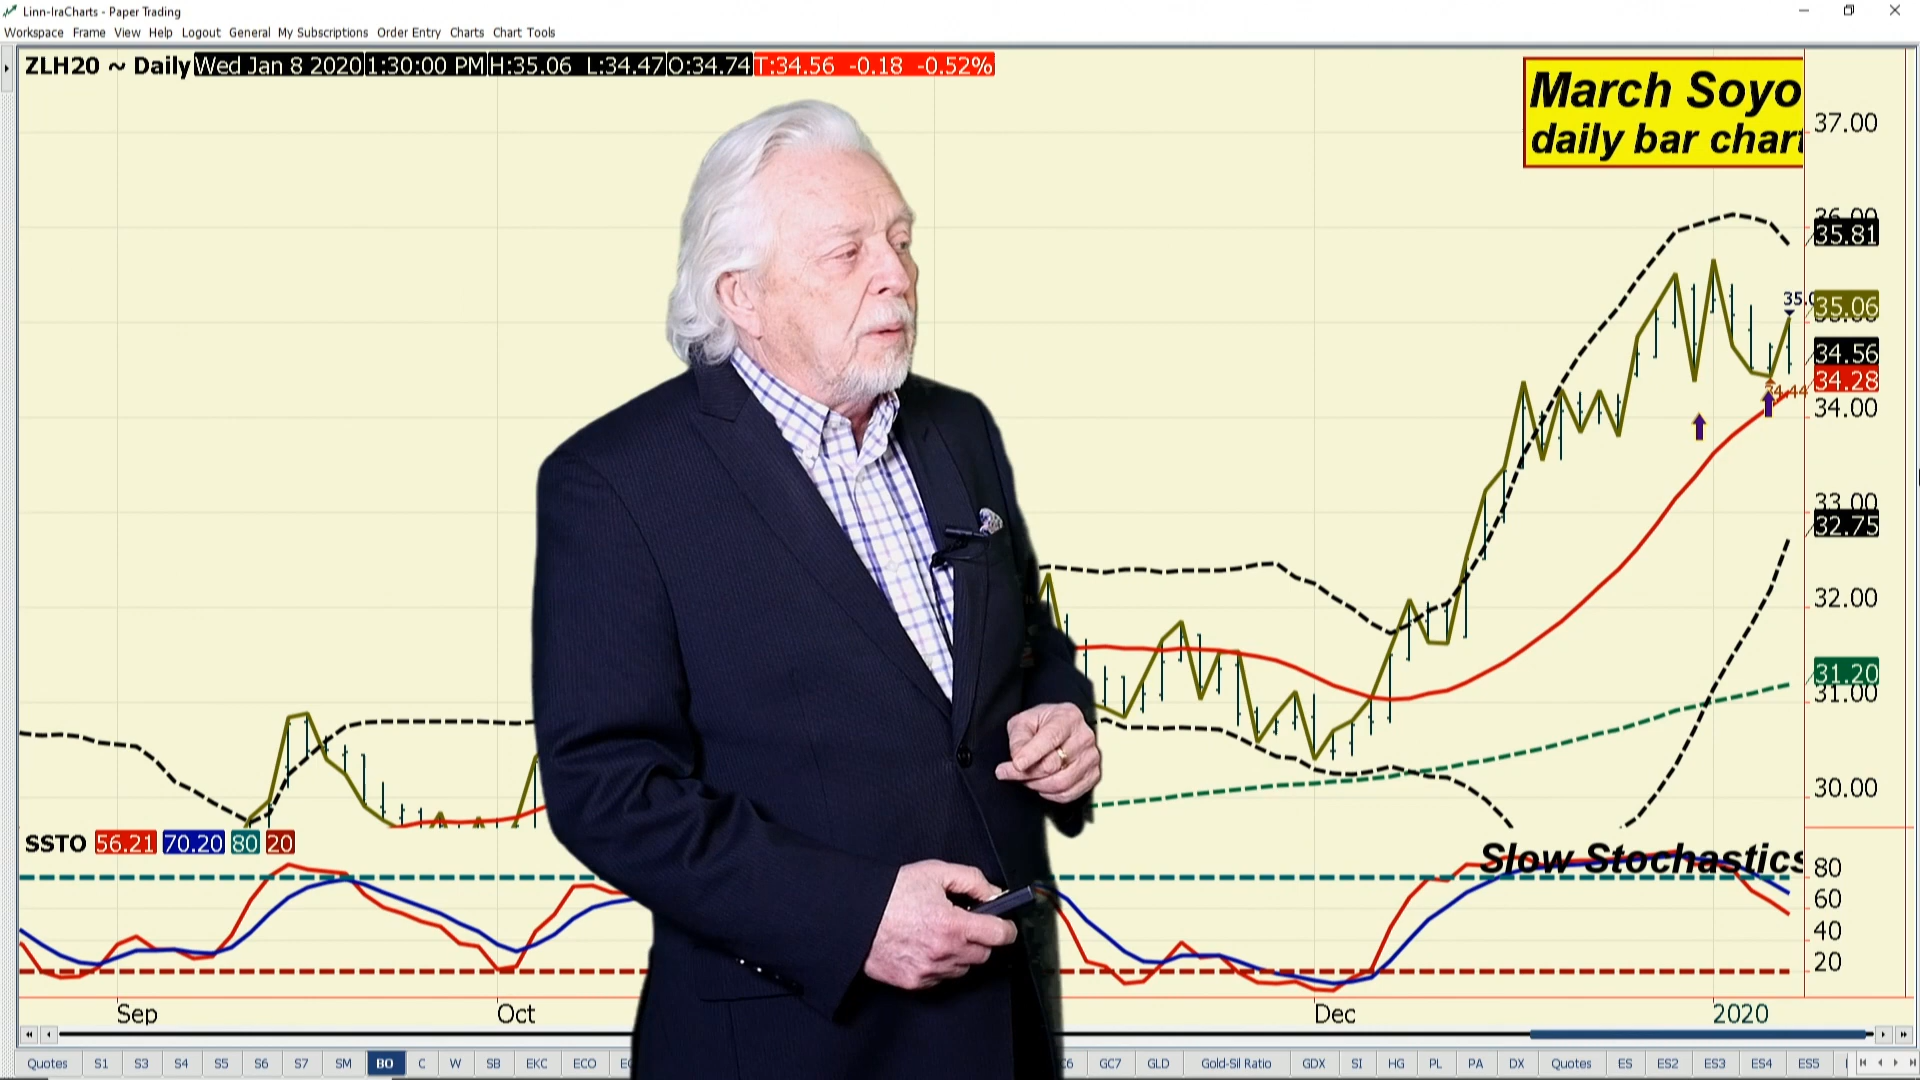 Linn-IraCharts - Paper Trading
Workspace Frame View Help Logout General My Subscriptions Order Entry Charts Chart Tools
ZLH20 ~ Daily Wed Jan 8 2020 1:30:00 PM H:35.06 L:34.47 O:34.74 T:34.56 -0.18 -0.52%
March Soyo
daily bar chart
37.00
36.00
35.81
35.06
34.56
34.28
34.44
34.00
33.00
32.75
32.00
31.20
31.00
30.00
SSTO 56.21 70.20 80 20
Slow Stochastics
80
60
40
20
Sep Oct Dec 2020
Quotes S1 S3 S4 S5 S6 S7 SM BO C W SB EKC ECO GC7 GLD Gold-Sil Ratio GDX SI HG PL PA DX Quotes ES ES2 ES3 ES4 ES5